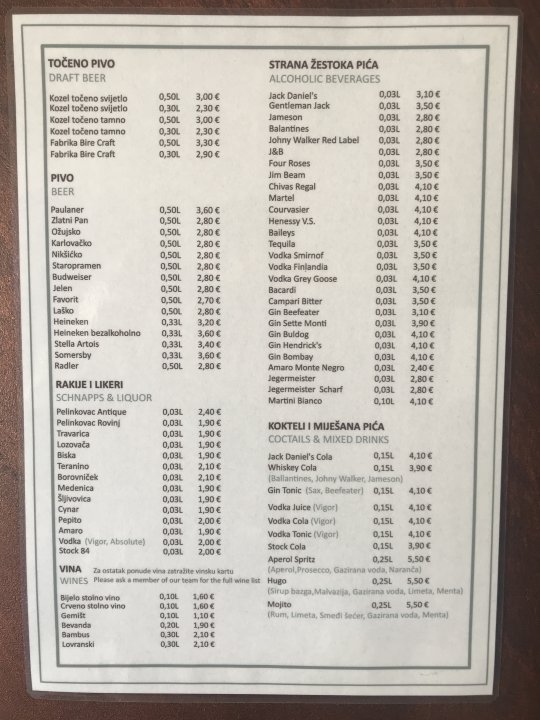 TOČENO PIVO
DRAFT BEER
Kozel točeno svijetlo 0,50L 3,00 €
Kozel točeno svijetlo 0,30L 2,30 €
Kozel točeno tamno 0,50L 3,00 €
Kozel točeno tamno 0,30L 2,30 €
Fabrika Bire Craft 0,50L 3,30 €
Fabrika Bire Craft 0,30L 2,90 €
PIVO
BEER
Paulaner 0,50L 3,60 €
Zlatni Pan 0,50L 2,80 €
Ožujsko 0,50L 2,80 €
Karlovačko 0,50L 2,80 €
Nikšičko 0,50L 2,80 €
Staropramen 0,50L 2,80 €
Budweiser 0,50L 2,80 €
Jelen 0,50L 2,80 €
Favorit 0,50L 2,70 €
Laško 0,50L 2,80 €
Heineken 0,33L 3,20 €
Heineken bezalkoholno 0,33L 3,60 €
Stella Artois 0,33L 3,40 €
Somersby 0,33L 3,60 €
Radler 0,50L 2,80 €
RAKIJE I LIKERI
SCHNAPPS & LIQUOR
Pelinkovac Antique 0,03L 2,40 €
Pelinkovac Rovinj 0,03L 1,90 €
Travarica 0,03L 1,90 €
Lozovača 0,03L 1,90 €
Biska 0,03L 1,90 €
Teranino 0,03L 2,10 €
Borovniček 0,03L 2,10 €
Medenica 0,03L 1,90 €
Šljivovica 0,03L 1,90 €
Cynar 0,03L 1,90 €
Pepito 0,03L 2,00 €
Amaro 0,03L 1,90 €
Vodka (Vigor, Absolute) 0,03L 2,00 €
Stock 84 0,03L 2,00 €
VINA Za ostatak ponude vina zatražite vinsku kartu
WINES Please ask a member of our team for the full wine list
Bijelo stolno vino 0,10L 1,60 €
Crveno stolno vino 0,10L 1,60 €
Gemišt 0,10L 1,10 €
Bevanda 0,20L 1,90 €
Bambus 0,30L 2,10 €
Lovranski 0,30L 2,10 €
STRANA ŽESTOKA PIĆA
ALCOHOLIC BEVERAGES
Jack Daniel's 0,03L 3,10 €
Gentleman Jack 0,03L 3,50 €
Jameson 0,03L 2,80 €
Balantines 0,03L 2,80 €
Johny Walker Red Label 0,03L 2,80 €
J&B 0,03L 2,80 €
Four Roses 0,03L 3,50 €
Jim Beam 0,03L 3,50 €
Chivas Regal 0,03L 4,10 €
Martel 0,03L 4,10 €
Courvasier 0,03L 4,10 €
Henessy V.S. 0,03L 4,10 €
Baileys 0,03L 4,10 €
Tequila 0,03L 3,50 €
Vodka Smirnof 0,03L 3,50 €
Vodka Finlandia 0,03L 3,50 €
Vodka Grey Goose 0,03L 4,10 €
Bacardi 0,03L 3,50 €
Campari Bitter 0,03L 3,50 €
Gin Beefeater 0,03L 3,10 €
Gin Sette Monti 0,03L 3,90 €
Gin Buldog 0,03L 4,10 €
Gin Hendrick's 0,03L 4,10 €
Gin Bombay 0,03L 4,10 €
Amaro Monte Negro 0,03L 2,40 €
Jegermeister 0,03L 2,80 €
Jegermeister Scharf 0,03L 2,80 €
Martini Bianco 0,10L 4,10 €
KOKTELI I MIJEŠANA PIĆA
COCTAILS & MIXED DRINKS
Jack Daniel's Cola 0,15L 4,10 €
Whiskey Cola 0,15L 3,90 €
(Ballantines, Johny Walker, Jameson)
Gin Tonic (Sax, Beefeater) 0,15L 4,10 €
Vodka Juice (Vigor) 0,15L 4,10 €
Vodka Cola (Vigor) 0,15L 4,10 €
Vodka Tonic (Vigor) 0,15L 4,10 €
Stock Cola 0,15L 3,90 €
Aperol Spritz 0,25L 5,50 €
(Aperol,Prosecco, Gazirana voda, Naranča)
Hugo 0,25L 5,50 €
(Sirup bazga,Malvazija, Gazirana voda, Limeta, Menta)
Mojito 0,25L 5,50 €
(Rum, Limeta, Smeđi šećer, Gazirana voda, Menta)